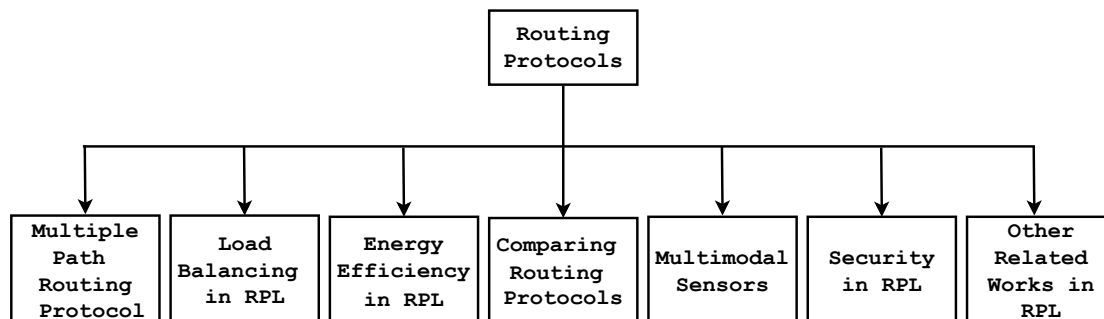 Routing
Protocols
Multiple
Path
Routing
Protocol
Load
Balancing
in RPL
Energy
Efficiency
in RPL
Comparing
Routing
Protocols
Multimodal
Sensors
Security
in RPL
Other
Related
Works in
RPL